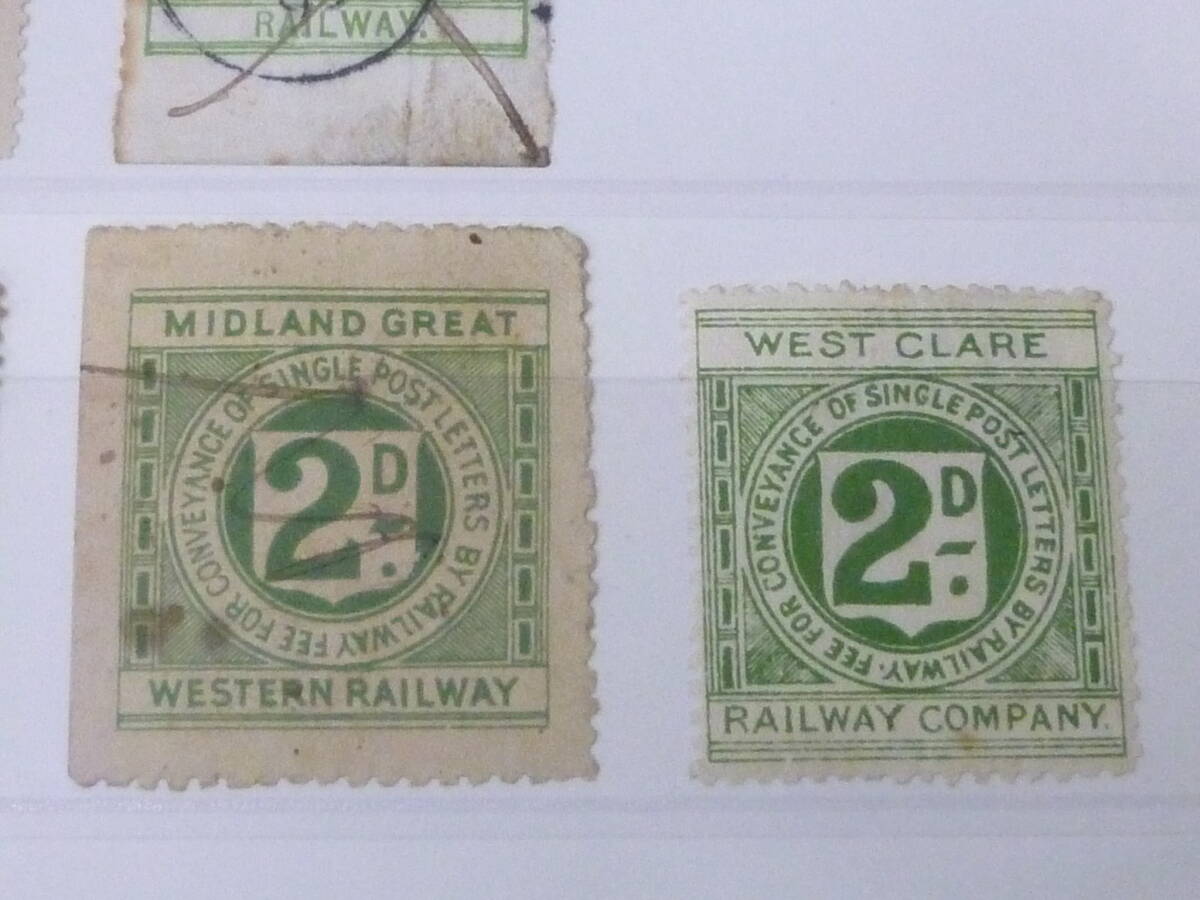 RAILWAY.
MIDLAND GREAT
FEE FOR CONVEYANCE OF SINGLE POST LETTERS BY RAILWAY
2D.
WESTERN RAILWAY
WEST CLARE
FEE FOR CONVEYANCE OF SINGLE POST LETTERS BY RAILWAY.
2D.
RAILWAY COMPANY.